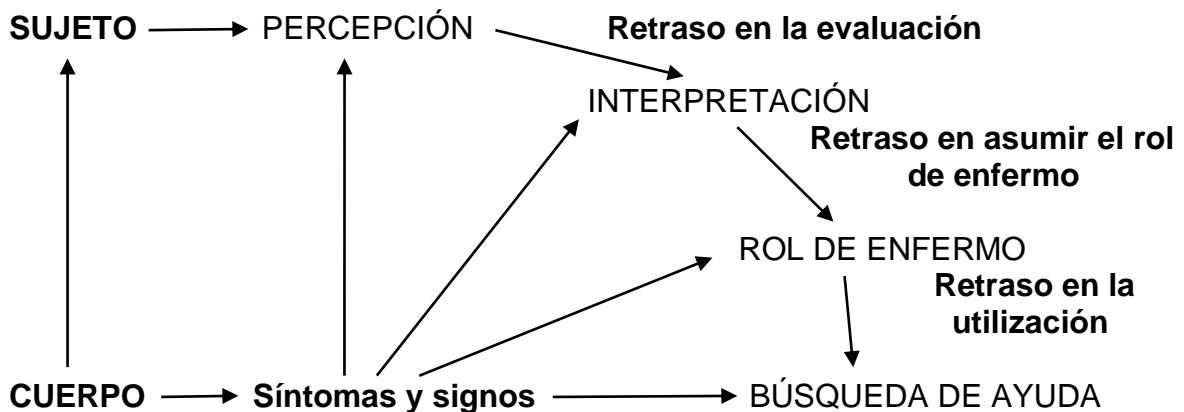 SUJETO PERCEPCIÓN Retraso en la evaluación
INTERPRETACIÓN
Retraso en asumir el rol
de enfermo
ROL DE ENFERMO
Retraso en la
utilización
CUERPO Síntomas y signos BÚSQUEDA DE AYUDA